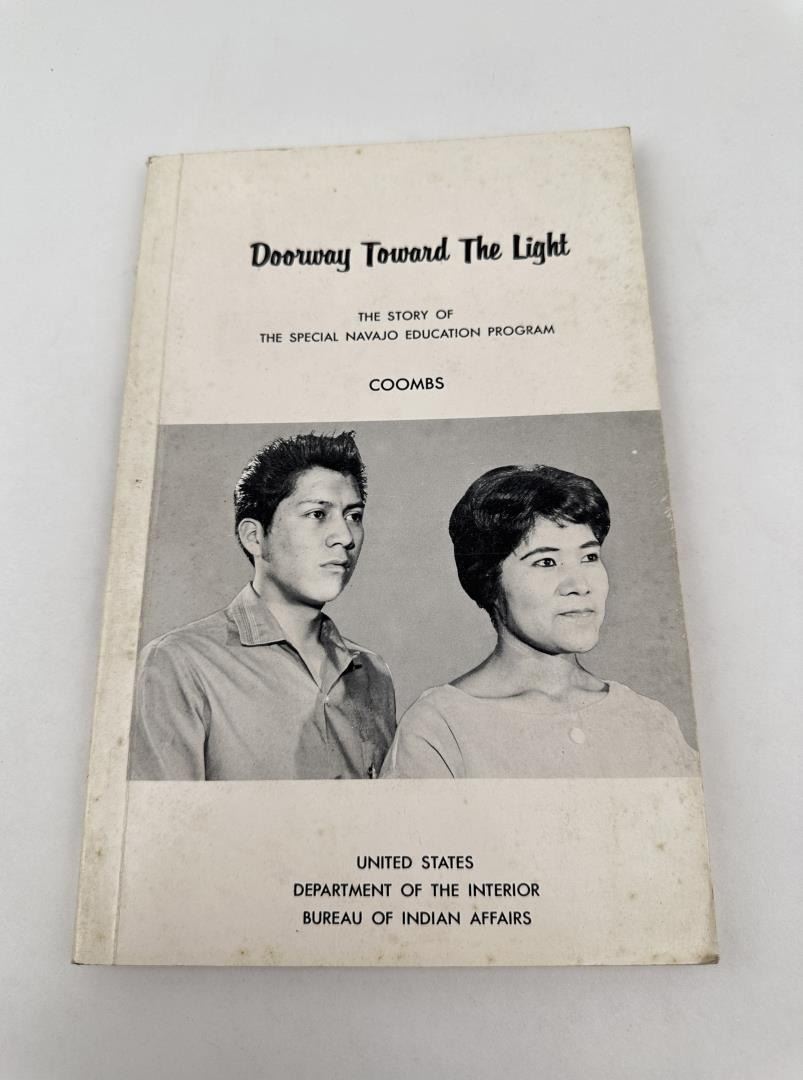 Doorway Toward The Light
THE STORY OF
THE SPECIAL NAVAJO EDUCATION PROGRAM
COOMBS
UNITED STATES
DEPARTMENT OF THE INTERIOR
BUREAU OF INDIAN AFFAIRS